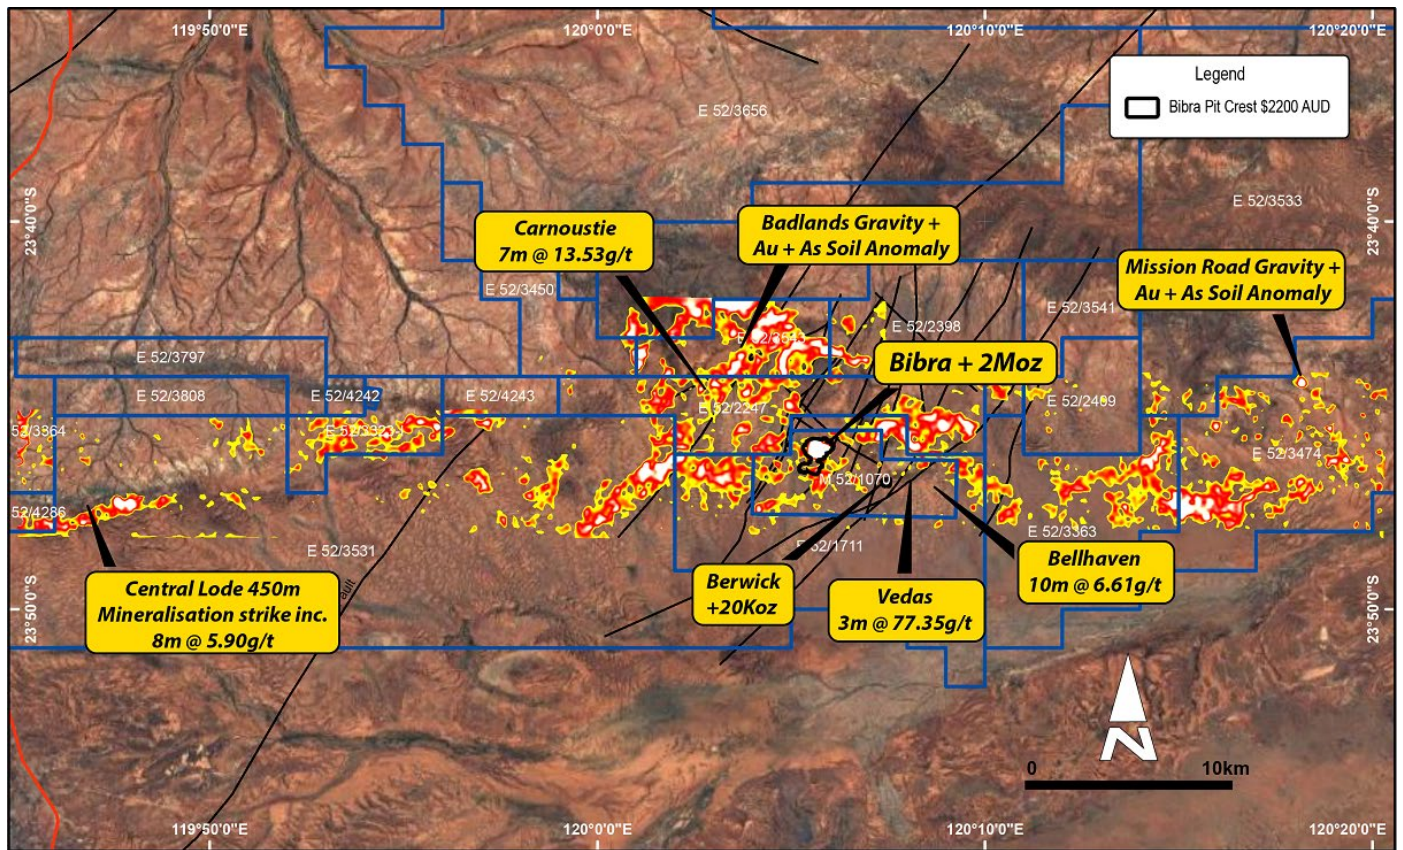 119°50'0"E
120°0'0"E
120°10'0"E
120°20'0"E
Legend
Bibra Pit Crest $2200 AUD
E 52/3656
E 52/3533
23°40'0"S
23°40'0"S
Carnoustie
7m @ 13.53g/t
Badlands Gravity +
Au + As Soil Anomaly
Mission Road Gravity +
Au + As Soil Anomaly
E 52/3450
E 52/3541
E 52/2398
E 52/3797
Bibra + 2Moz
E 52/3808
E 52/4242
E 52/4243
E 52/2247
52/3864
E 52/3474
M 52/1070
52/4286
E 52/3531
E 52/3363
E 52/1711
Central Lode 450m
Mineralisation strike inc.
8m @ 5.90g/t
Berwick
+20Koz
Vedas
3m @ 77.35g/t
Bellhaven
10m @ 6.61g/t
23°50'0"S
23°50'0"S
N
0
10km
119°50'0"E
120°0'0"E
120°10'0"E
120°20'0"E